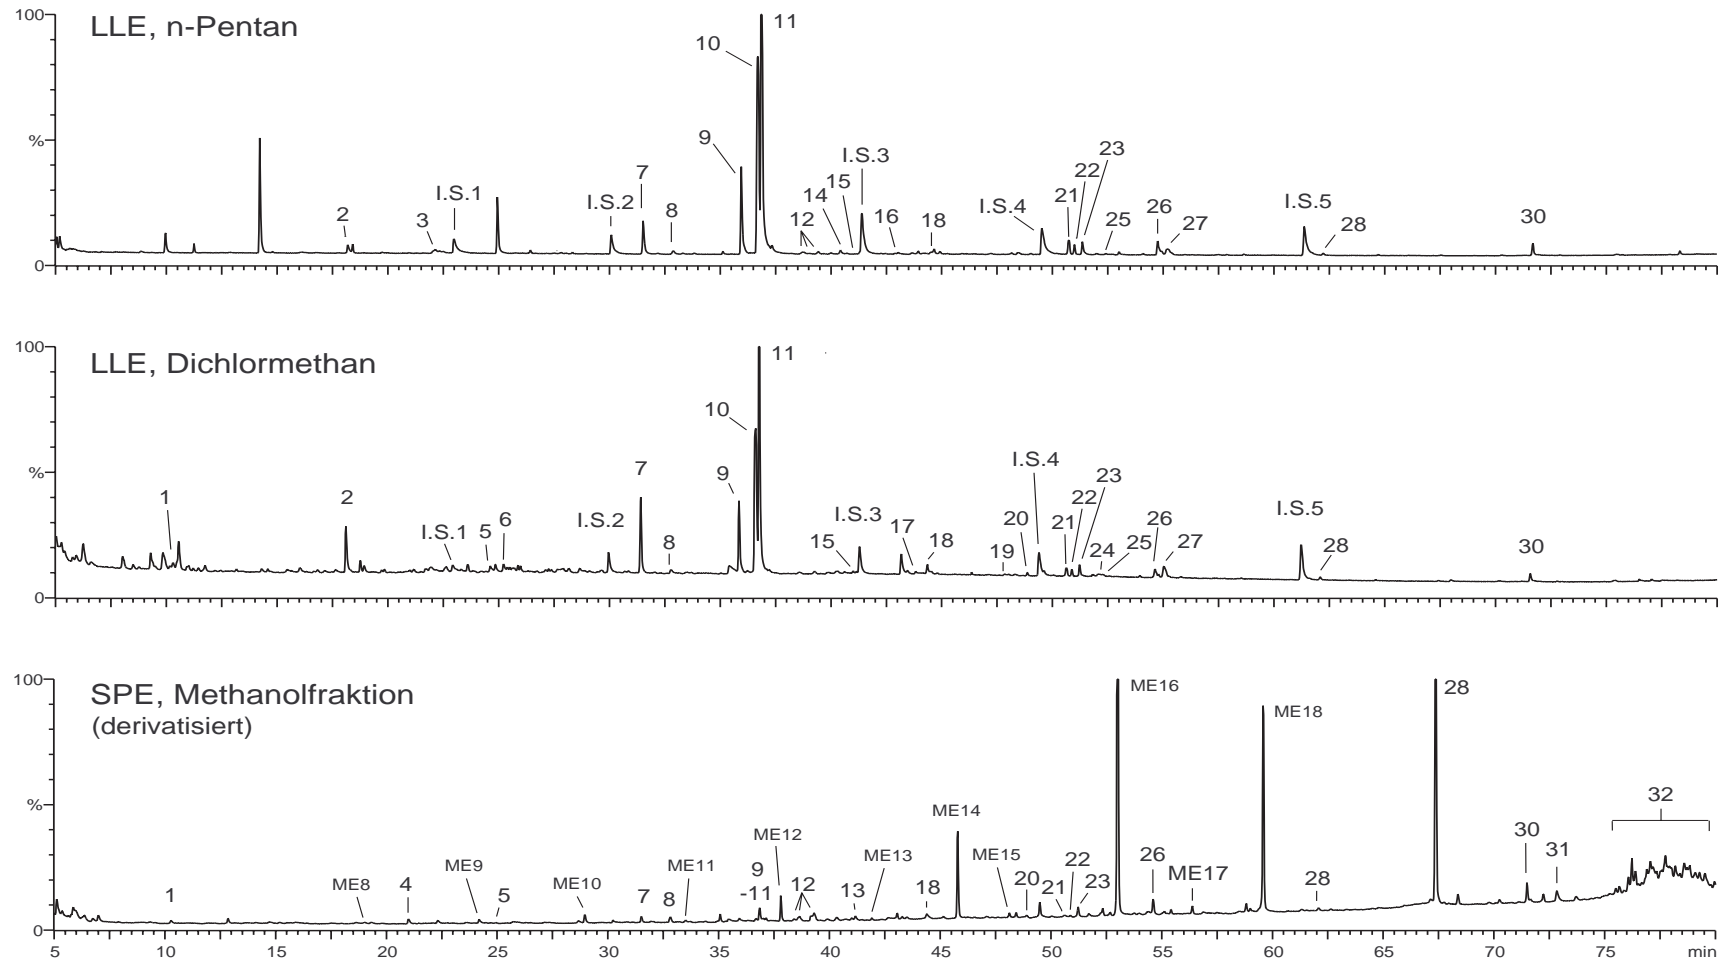 100
LLE, n-Pentan
11
10
%
9
I.S.3
23
7
22
15
I.S.1
I.S.2
14
21
I.S.4
26
I.S.5
2
3
8
12
16
18
25
27
28
30
0
100
LLE, Dichlormethan
11
10
%
7
9
I.S.4
23
1
2
22
I.S.5
I.S.1
5
6
I.S.2
I.S.3
17
20
21
26
8
15
18
19
24
25
27
28
30
0
100
SPE, Methanolfraktion
(derivatisiert)
ME16
28
ME18
%
32
ME14
ME12
30
31
ME8
ME9
ME10
ME11
9
-11
ME13
ME15
22
26
ME17
1
4
5
7
8
12
13
18
20
21
23
28
0
5 10 15 20 25 30 35 40 45 50 55 60 65 70 75 min